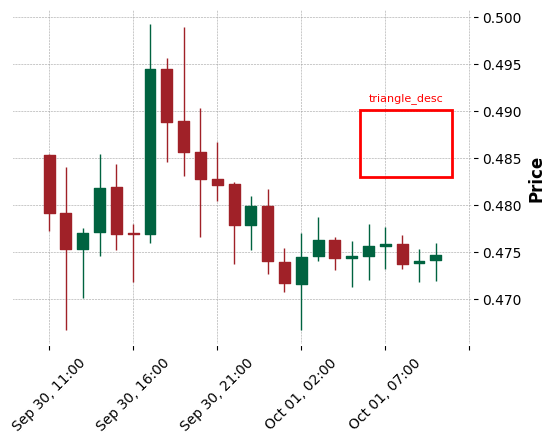 0.500
0.495
0.490
0.485
0.480
0.475
0.470
triangle_desc
Price
Sep 30, 11:00
Sep 30, 16:00
Sep 30, 21:00
Oct 01, 02:00
Oct 01, 07:00